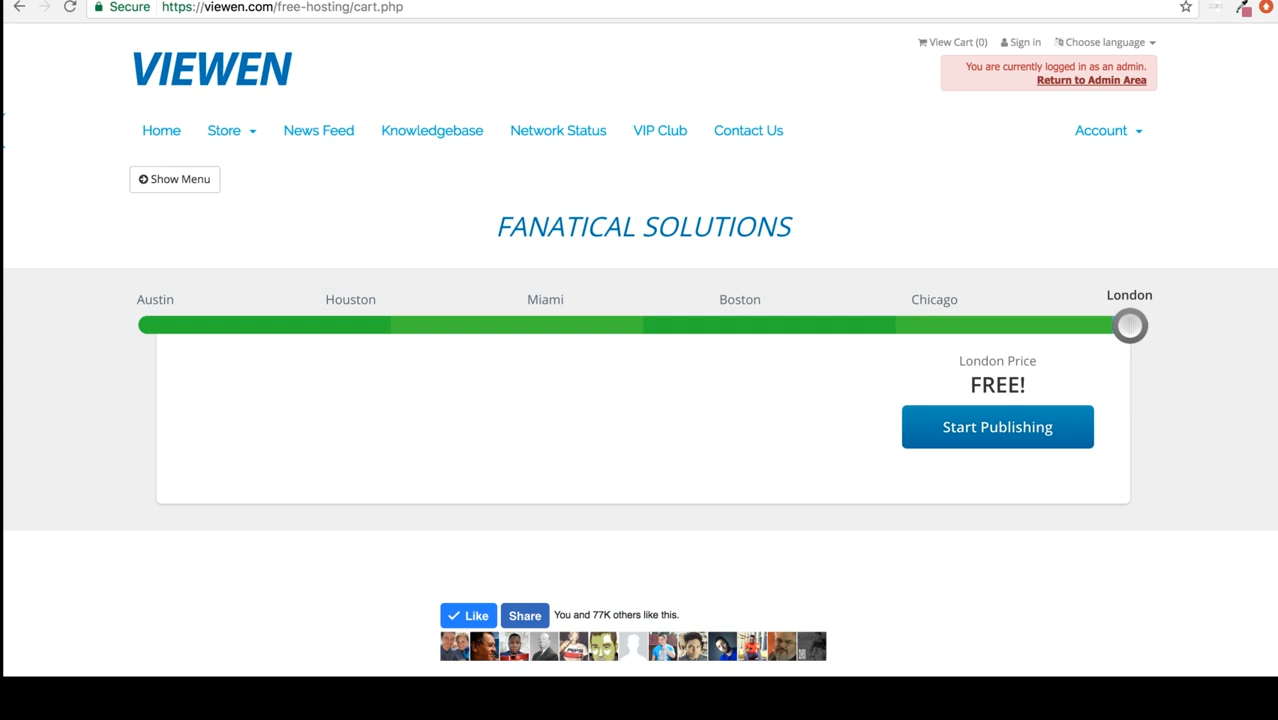 Secure https://viewen.com/free-hosting/cart.php
View Cart (0) Sign in Choose language
VIEWEN
You are currently logged in as an admin.
Return to Admin Area
Home Store News Feed Knowledgebase Network Status VIP Club Contact Us Account
Show Menu
FANATICAL SOLUTIONS
Austin Houston Miami Boston Chicago London
London Price
FREE!
Start Publishing
Like Share You and 77K others like this.